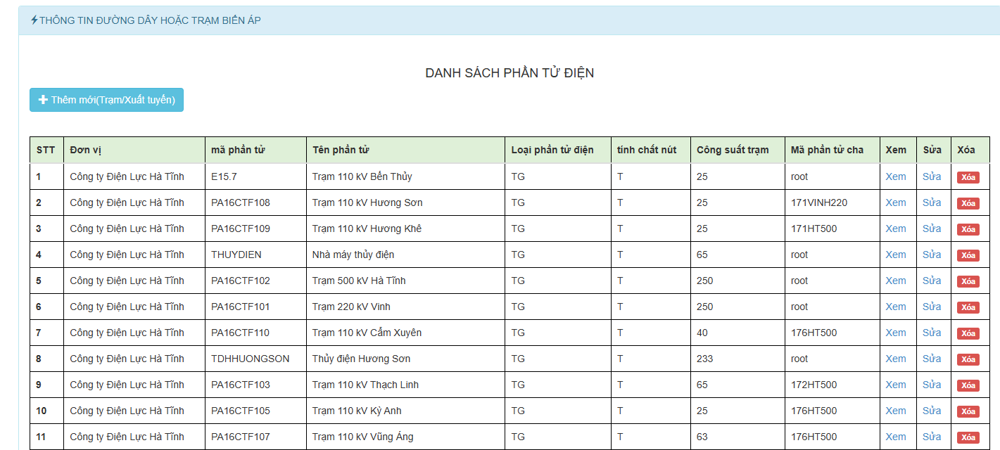 THÔNG TIN ĐƯỜNG DÂY HOẶC TRẠM BIẾN ÁP
DANH SÁCH PHẦN TỬ ĐIỆN
Thêm mới(Trạm/Xuất tuyến)
STT Đơn vị mã phần tử Tên phần tử Loại phần tử điện tính chất nút Công suất trạm Mã phần tử cha Xem Sửa Xóa
1 Công ty Điện Lực Hà Tĩnh E15.7 Trạm 110 kV Bến Thủy TG T 25 root Xem Sửa Xóa
2 Công ty Điện Lực Hà Tĩnh PA16CTF108 Trạm 110 kV Hương Sơn TG T 25 171VINH220 Xem Sửa Xóa
3 Công ty Điện Lực Hà Tĩnh PA16CTF109 Trạm 110 kV Hương Khê TG T 25 171HT500 Xem Sửa Xóa
4 Công ty Điện Lực Hà Tĩnh THUYDIEN Nhà máy thủy điện TG T 65 root Xem Sửa Xóa
5 Công ty Điện Lực Hà Tĩnh PA16CTF102 Trạm 500 kV Hà Tĩnh TG T 250 root Xem Sửa Xóa
6 Công ty Điện Lực Hà Tĩnh PA16CTF101 Trạm 220 kV Vinh TG T 250 root Xem Sửa Xóa
7 Công ty Điện Lực Hà Tĩnh PA16CTF110 Trạm 110 kV Cẩm Xuyên TG T 40 176HT500 Xem Sửa Xóa
8 Công ty Điện Lực Hà Tĩnh TDHHUONGSON Thủy điện Hương Sơn TG T 233 root Xem Sửa Xóa
9 Công ty Điện Lực Hà Tĩnh PA16CTF103 Trạm 110 kV Thạch Linh TG T 65 172HT500 Xem Sửa Xóa
10 Công ty Điện Lực Hà Tĩnh PA16CTF105 Trạm 110 kV Kỳ Anh TG T 25 176HT500 Xem Sửa Xóa
11 Công ty Điện Lực Hà Tĩnh PA16CTF107 Trạm 110 kV Vũng Áng TG T 63 176HT500 Xem Sửa Xóa